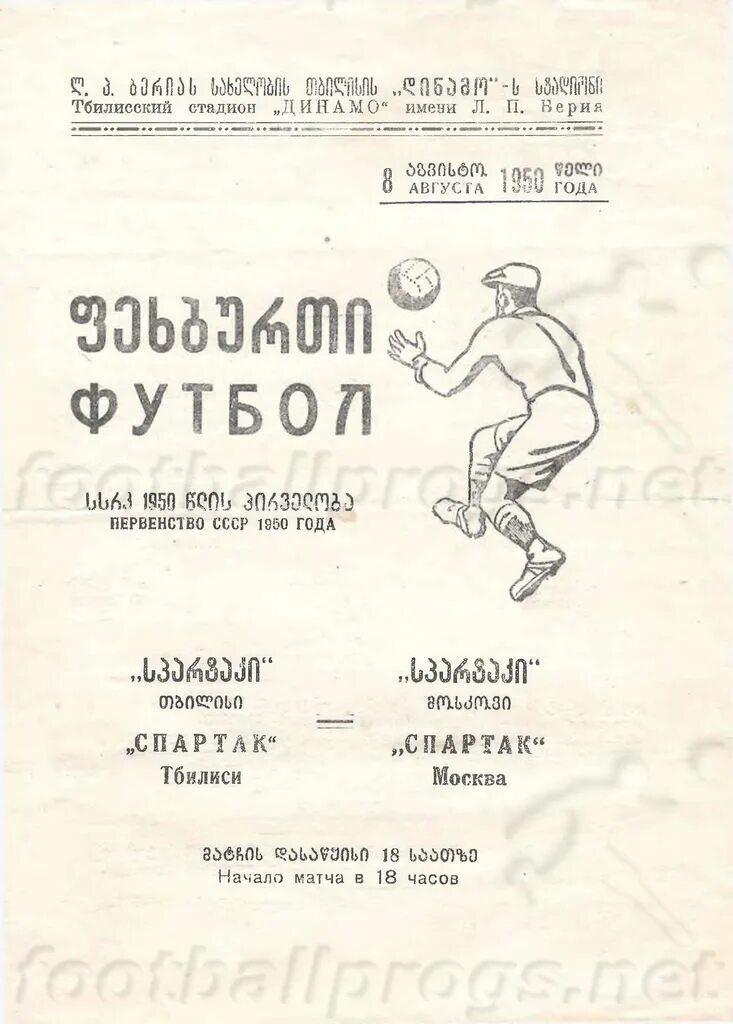 ლ. პ. ბერიას სახელობის თბილისის „დინამო“-ს სტადიონი
Тбилисский стадион „ДИНАМО“ имени Л. П. Берия
8 აგვისტო 1950 წელი
АВГУСТА ГОДА
ფეხბურთი
ФУТБОЛ
სსრკ 1950 წლის პირველობა
ПЕРВЕНСТВО СССР 1950 ГОДА
„სპარტაკი“
თბილისი
„СПАРТАК“
Тбилиси
„სპარტაკი“
მოსკოვი
„СПАРТАК“
Москва
მატჩის დასაწყისი 18 საათზე
Начало матча в 18 часов
footballprogs.net
footballprogs.net